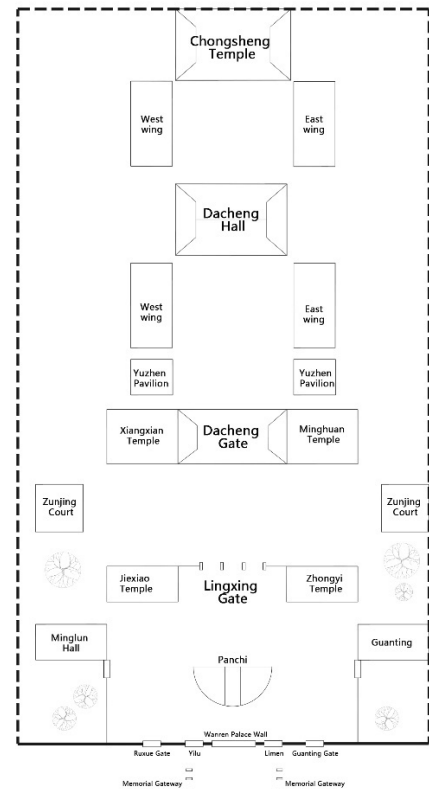 Chongsheng
Temple
West
wing
East
wing
Dacheng
Hall
West
wing
East
wing
Yuzhen
Pavilion
Yuzhen
Pavilion
Xiangxian
Temple
Dacheng
Gate
Minghuan
Temple
Zunjing
Court
Zunjing
Court
Jiexiao
Temple
Lingxing
Gate
Zhongyi
Temple
Minglun
Hall
Guanting
Panchi
Warren Palace Wall
Ruxue Gate
Yilu
Limen
Guanting Gate
Memorial Gateway
Memorial Gateway